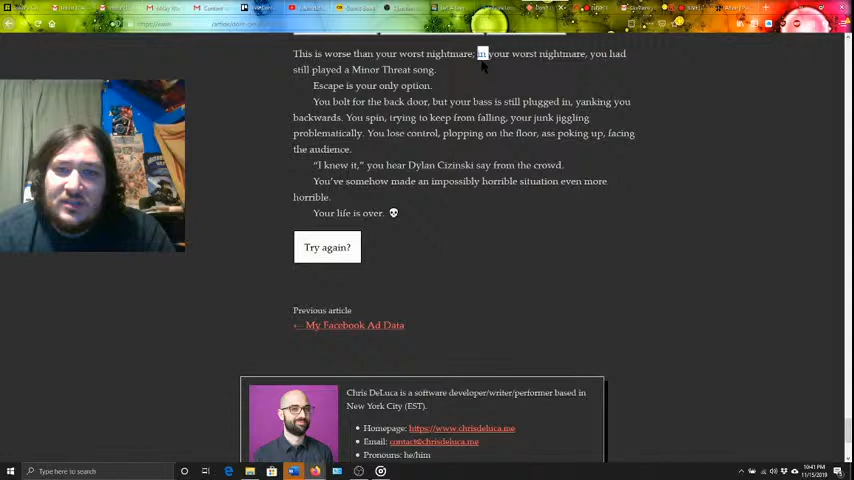 This is worse than your worst nightmare; in your worst nightmare, you had
still played a Minor Threat song.
Escape is your only option.
You bolt for the back door, but your bass is still plugged in, yanking you
backwards. You spin, trying to keep from falling, your junk jiggling
problematically. You lose control, plopping on the floor, ass poking up, facing
the audience.
“I knew it,” you hear Dylan Cizinski say from the crowd.
You’ve somehow made an impossibly horrible situation even more
horrible.
Your life is over. 💀
Try again?
Previous article
← My Facebook Ad Data
Chris DeLuca is a software developer/writer/performer based in
New York City (EST).
Homepage: https://www.chrisdeluca.me
Email: contact@chrisdeluca.me
Pronouns: he/him
Type here to search
10:41 PM
11/15/2019